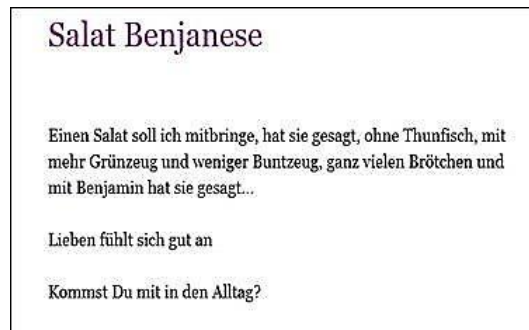 Salat Benjanese
Einen Salat soll ich mitbringe, hat sie gesagt, ohne Thunfisch, mit
mehr Grünzeug und weniger Buntzeug, ganz vielen Brötchen und
mit Benjamin hat sie gesagt...
Lieben fühlt sich gut an
Kommst Du mit in den Alltag?